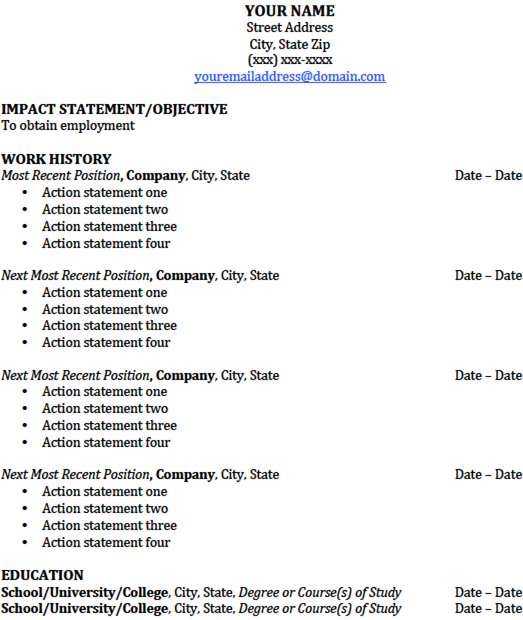 YOUR NAME
Street Address
City, State Zip
(xxx) xxx-xxxx
youremailaddress@domain.com
IMPACT STATEMENT/OBJECTIVE
To obtain employment
WORK HISTORY
Most Recent Position, Company, City, State Date – Date
• Action statement one
• Action statement two
• Action statement three
• Action statement four
Next Most Recent Position, Company, City, State Date – Date
• Action statement one
• Action statement two
• Action statement three
• Action statement four
Next Most Recent Position, Company, City, State Date – Date
• Action statement one
• Action statement two
• Action statement three
• Action statement four
Next Most Recent Position, Company, City, State Date – Date
• Action statement one
• Action statement two
• Action statement three
• Action statement four
EDUCATION
School/University/College, City, State, Degree or Course(s) of Study Date – Date
School/University/College, City, State, Degree or Course(s) of Study Date – Date